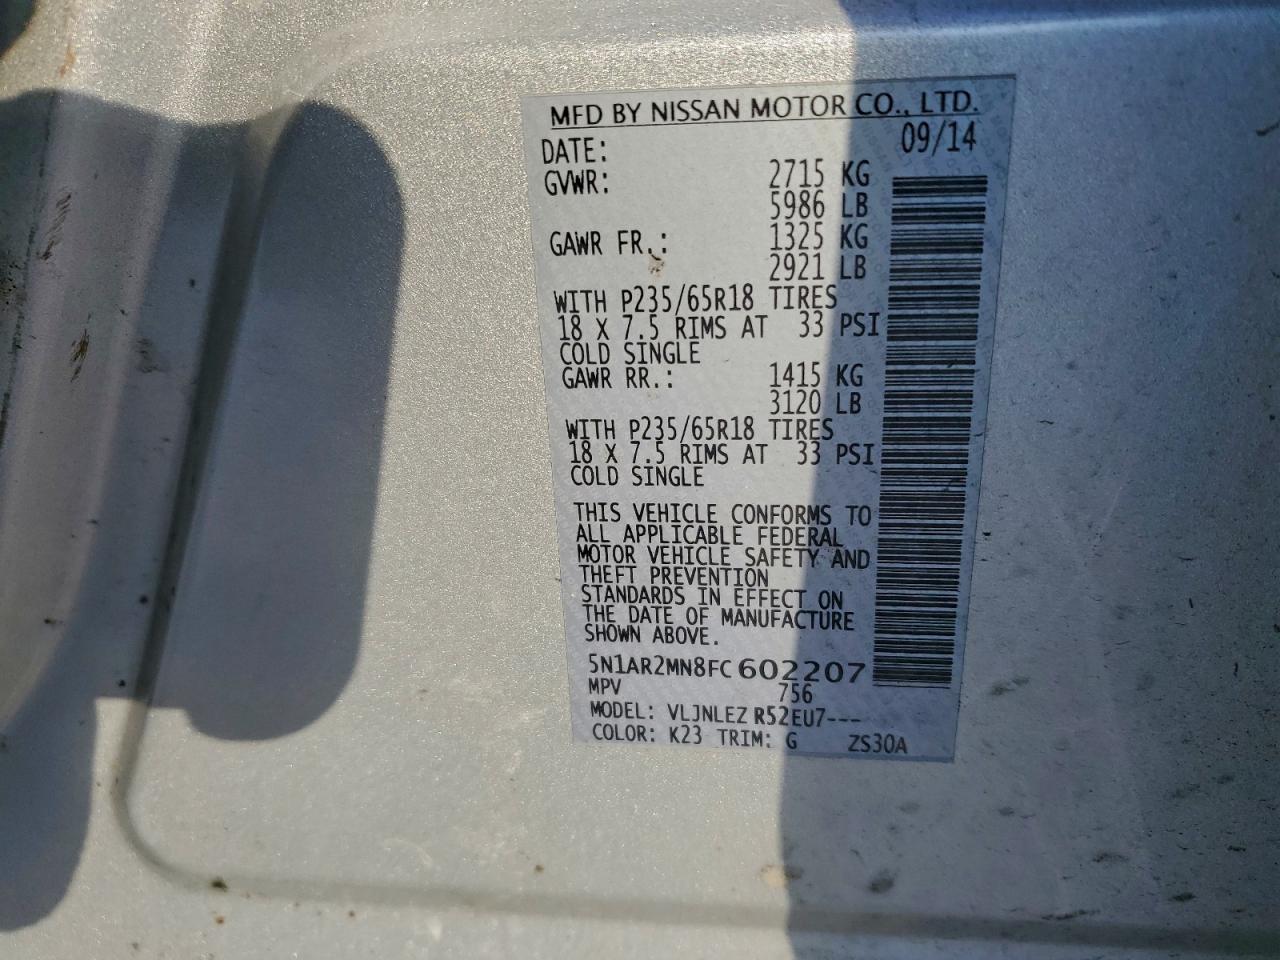 MFD BY NISSAN MOTOR CO., LTD.
DATE: 09/14
GVWR: 2715 KG
5986 LB
GAWR FR.: 1325 KG
2921 LB
WITH P235/65R18 TIRES
18 X 7.5 RIMS AT 33 PSI
COLD SINGLE
GAWR RR.: 1415 KG
3120 LB
WITH P235/65R18 TIRES
18 X 7.5 RIMS AT 33 PSI
COLD SINGLE
THIS VEHICLE CONFORMS TO
ALL APPLICABLE FEDERAL
MOTOR VEHICLE SAFETY AND
THEFT PREVENTION
STANDARDS IN EFFECT ON
THE DATE OF MANUFACTURE
SHOWN ABOVE.
5N1AR2MN8FC602207
MPV 756
MODEL: VLJNLEZ R52EU7---
COLOR: K23 TRIM: G ZS30A